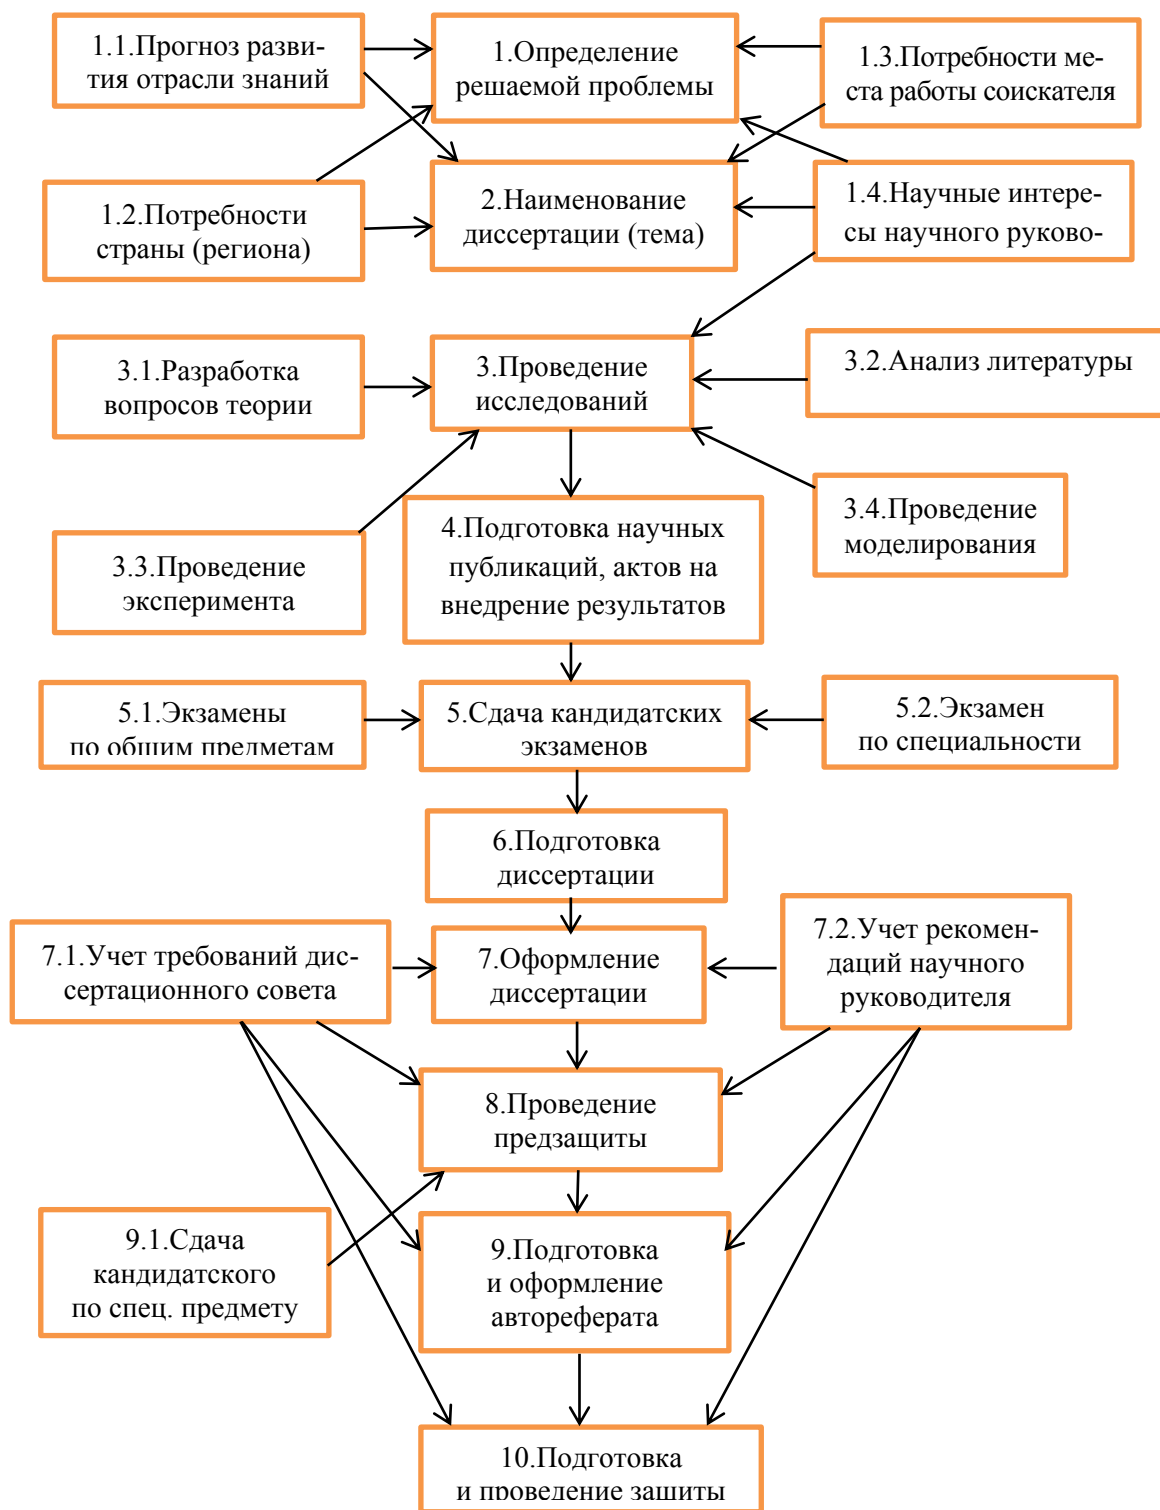 1.1.Прогноз разви-
тия отрасли знаний
1.Определение
решаемой проблемы
1.3.Потребности ме-
ста работы соискателя
1.2.Потребности
страны (региона)
2.Наименование
диссертации (тема)
1.4.Научные интере-
сы научного руково-
3.1.Разработка
вопросов теории
3.Проведение
исследований
3.2.Анализ литературы
3.3.Проведение
эксперимента
4.Подготовка научных
публикаций, актов на
внедрение результатов
3.4.Проведение
моделирования
5.1.Экзамены
по общим предметам
5.Сдача кандидатских
экзаменов
5.2.Экзамен
по специальности
6.Подготовка
диссертации
7.1.Учет требований дис-
сертационного совета
7.Оформление
диссертации
7.2.Учет рекомен-
даций научного
руководителя
8.Проведение
предзащиты
9.1.Сдача
кандидатского
по спец. предмету
9.Подготовка
и оформление
автореферата
10.Подготовка
и проведение защиты